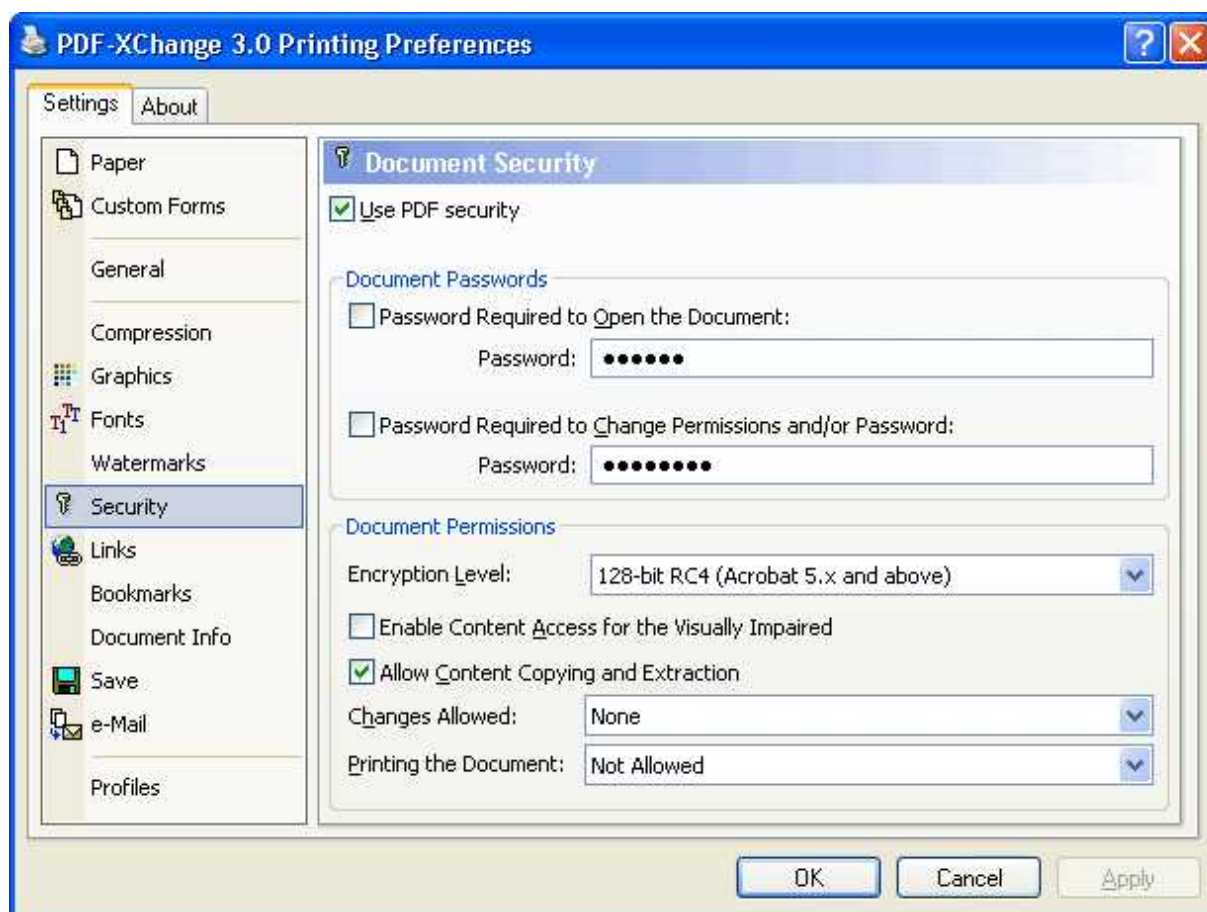 PDF-XChange 3.0 Printing Preferences
Settings
About
Paper
Custom Forms
General
Compression
Graphics
Fonts
Watermarks
Security
Links
Bookmarks
Document Info
Save
e-Mail
Profiles
Document Security
Use PDF security
Document Passwords
Password Required to Open the Document:
Password: ●●●●●●
Password Required to Change Permissions and/or Password:
Password: ●●●●●●●●
Document Permissions
Encryption Level: 128-bit RC4 (Acrobat 5.x and above)
Enable Content Access for the Visually Impaired
Allow Content Copying and Extraction
Changes Allowed: None
Printing the Document: Not Allowed
OK
Cancel
Apply